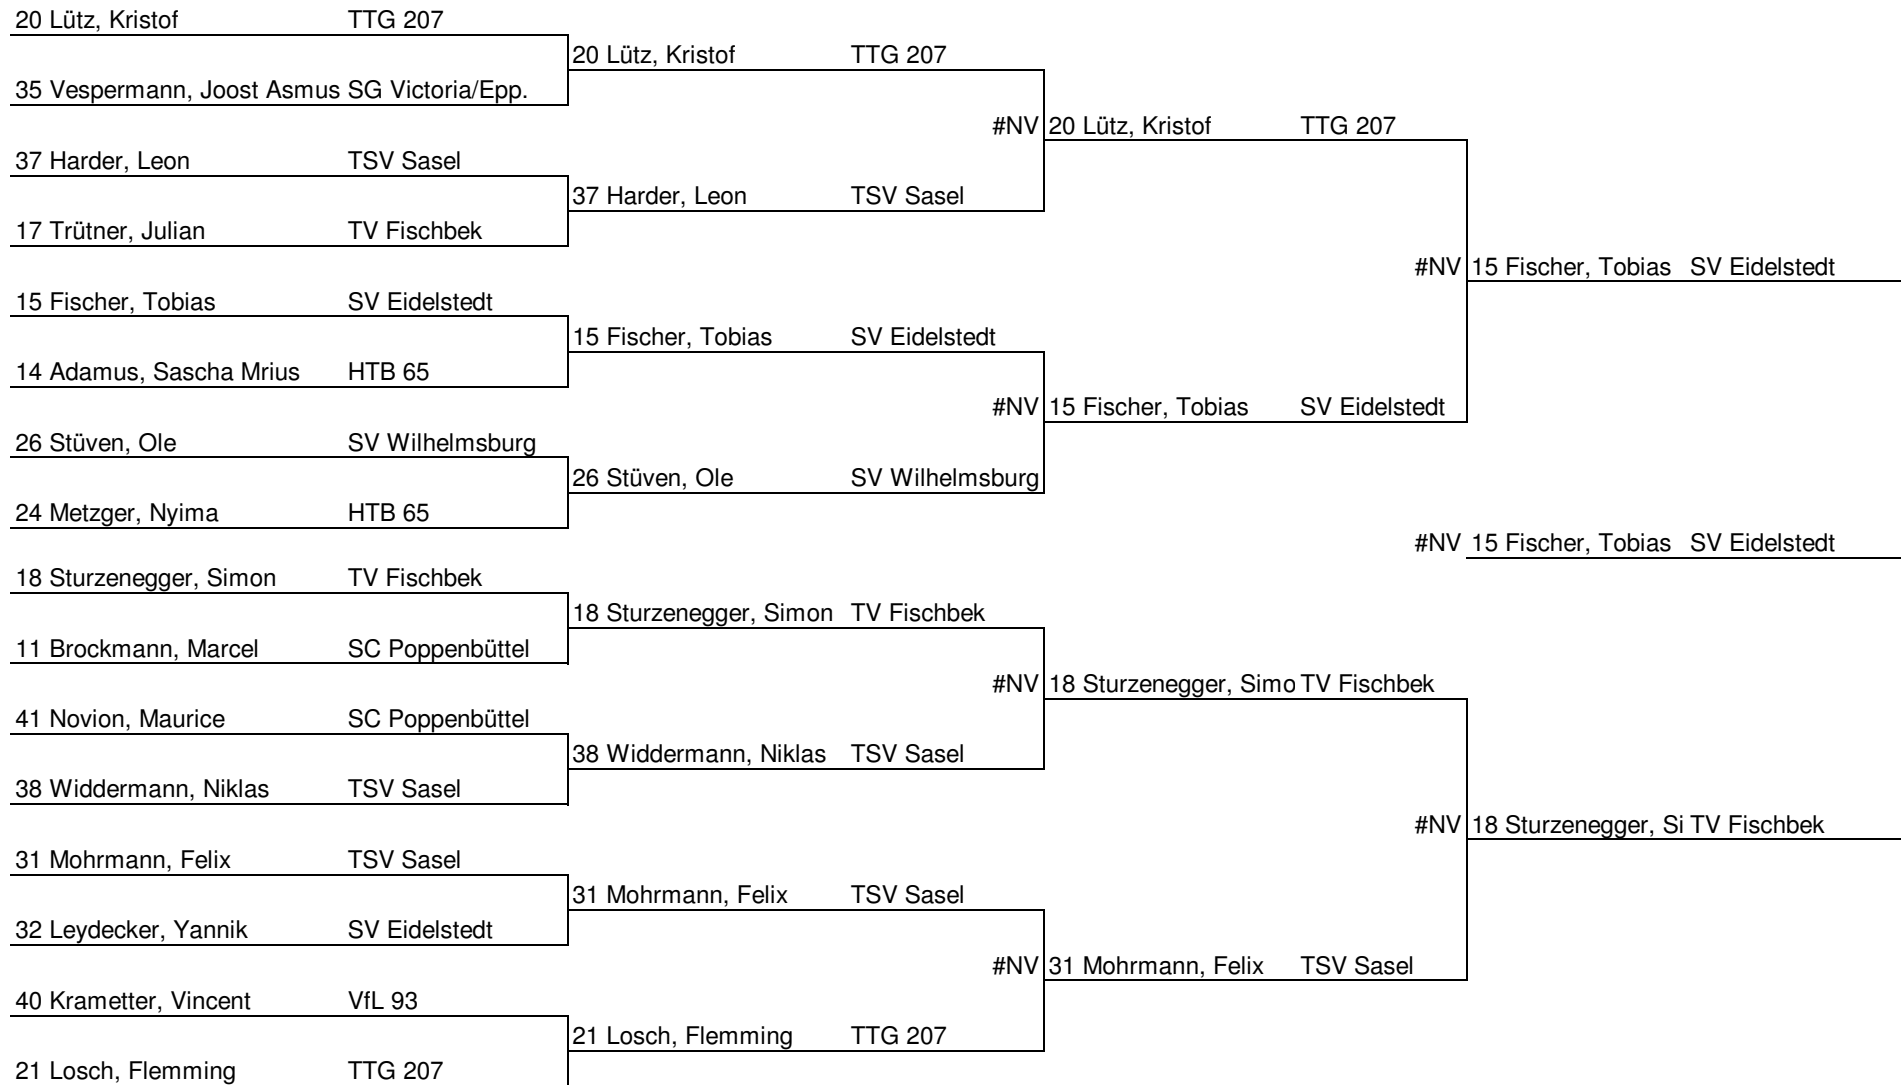 20 Lütz, Kristof TTG 207
20 Lütz, Kristof TTG 207
35 Vespermann, Joost Asmus SG Victoria/Epp.
#NV 20 Lütz, Kristof TTG 207
37 Harder, Leon TSV Sasel
37 Harder, Leon TSV Sasel
17 Trütner, Julian TV Fischbek
#NV 15 Fischer, Tobias SV Eidelstedt
15 Fischer, Tobias SV Eidelstedt
15 Fischer, Tobias SV Eidelstedt
14 Adamus, Sascha Mrius HTB 65
#NV 15 Fischer, Tobias SV Eidelstedt
26 Stüven, Ole SV Wilhelmsburg
26 Stüven, Ole SV Wilhelmsburg
24 Metzger, Nyima HTB 65
#NV 15 Fischer, Tobias SV Eidelstedt
18 Sturzenegger, Simon TV Fischbek
18 Sturzenegger, Simon TV Fischbek
11 Brockmann, Marcel SC Poppenbüttel
#NV 18 Sturzenegger, Simo TV Fischbek
41 Novion, Maurice SC Poppenbüttel
38 Widdermann, Niklas TSV Sasel
38 Widdermann, Niklas TSV Sasel
#NV 18 Sturzenegger, Si TV Fischbek
31 Mohrmann, Felix TSV Sasel
31 Mohrmann, Felix TSV Sasel
32 Leydecker, Yannik SV Eidelstedt
#NV 31 Mohrmann, Felix TSV Sasel
40 Krametter, Vincent VfL 93
21 Losch, Flemming TTG 207
21 Losch, Flemming TTG 207